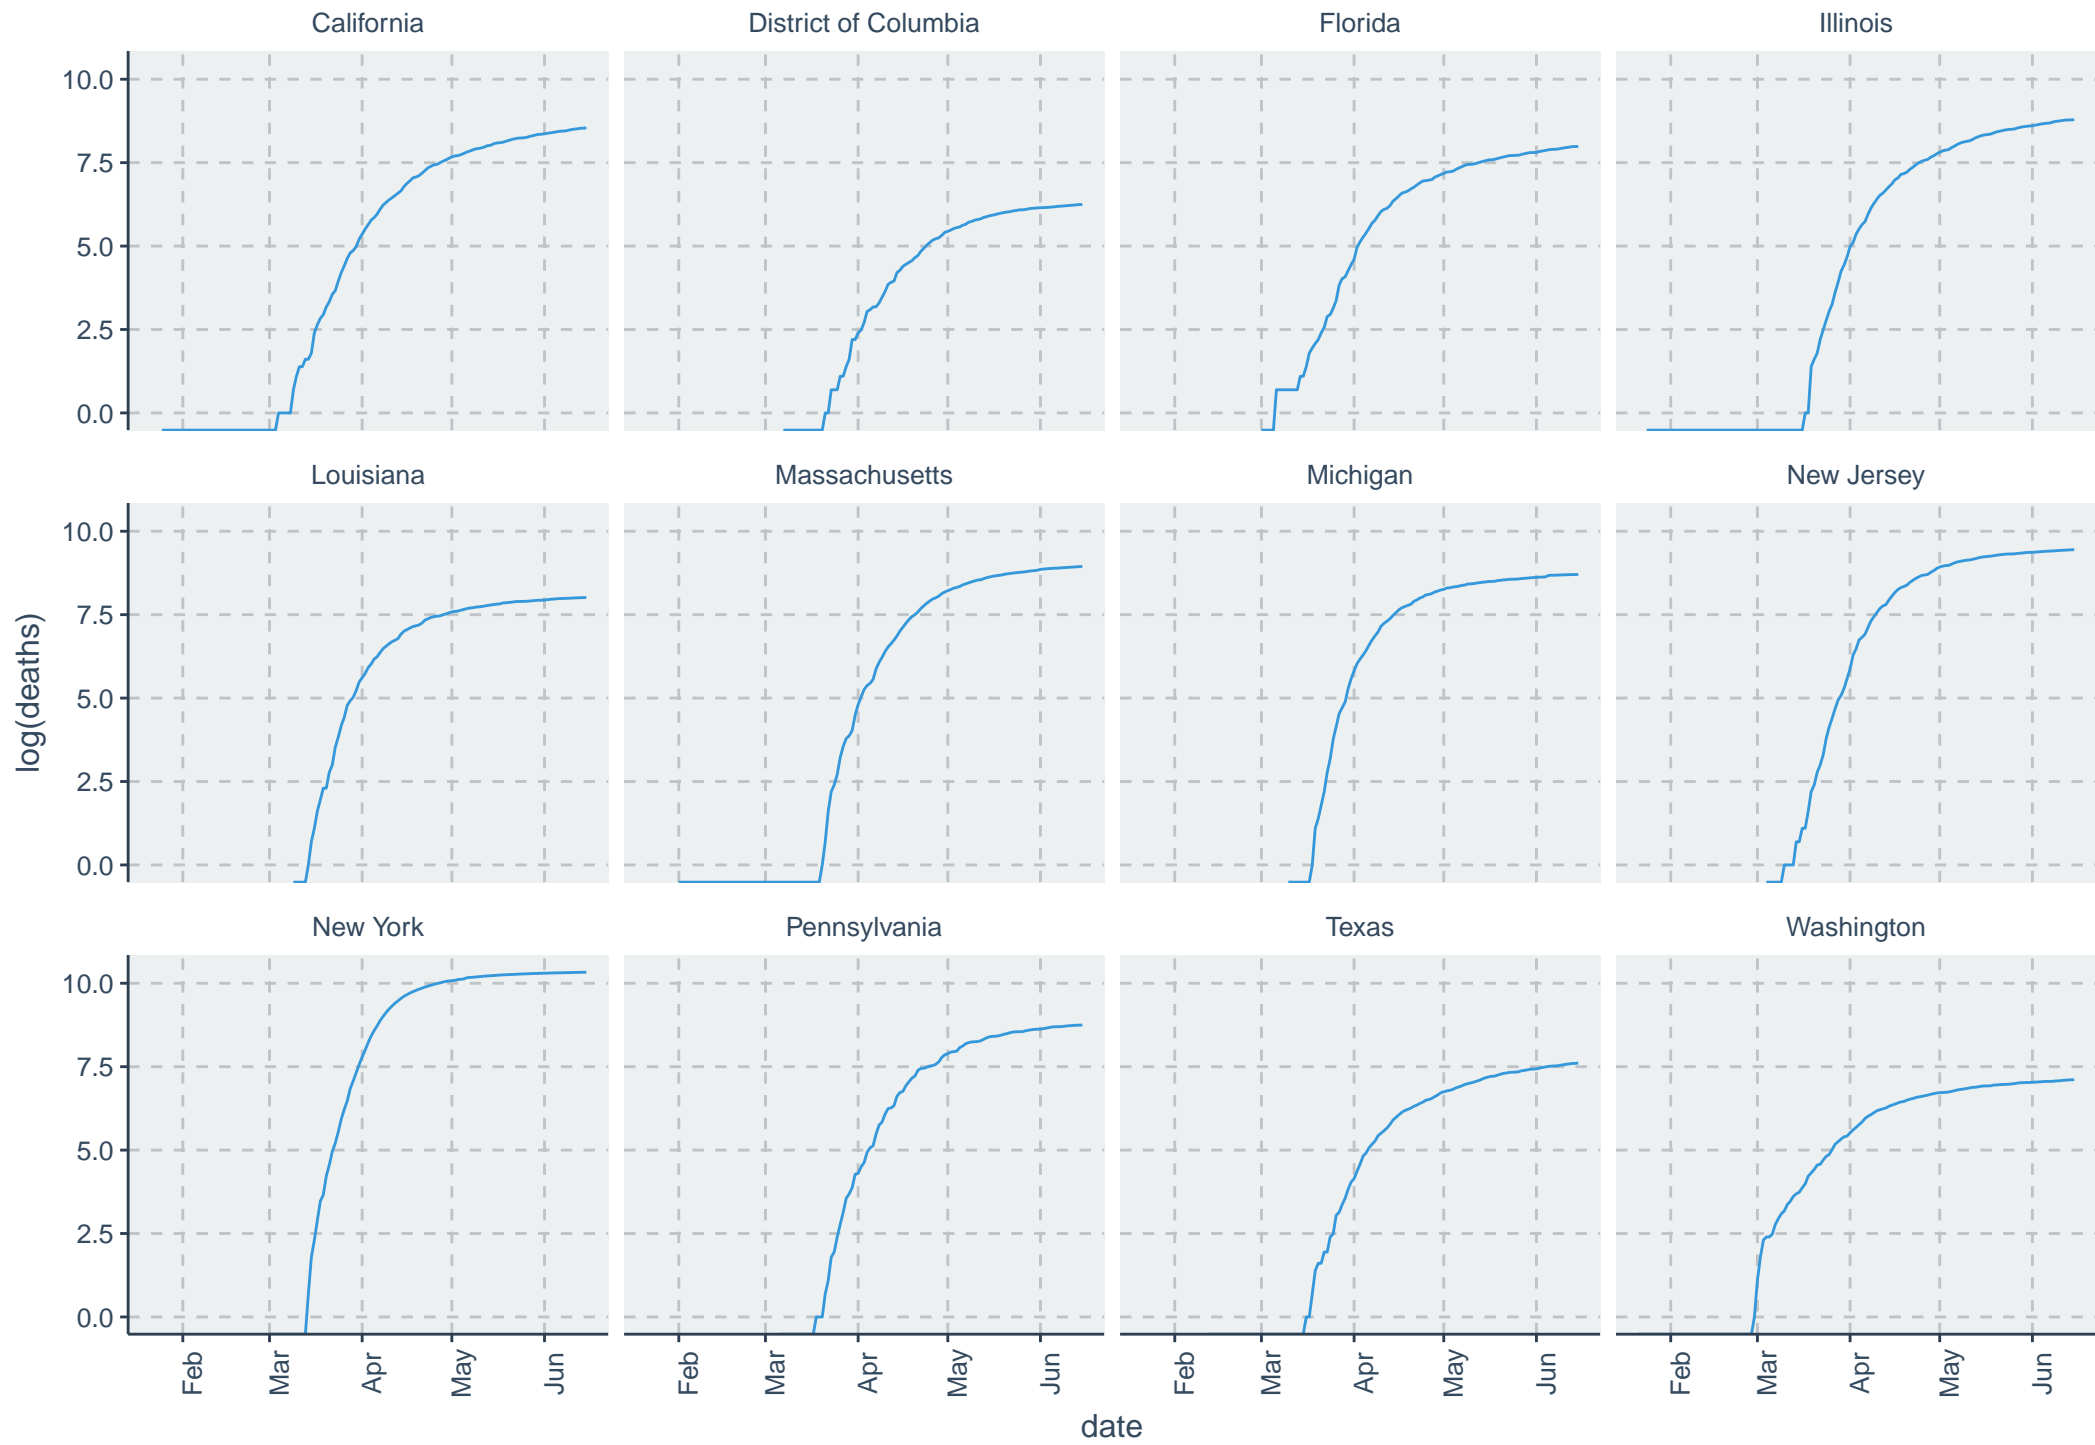 California District of Columbia Florida Illinois
10.0
7.5
5.0
2.5
0.0
Louisiana Massachusetts Michigan New Jersey
10.0
7.5
5.0
2.5
0.0
log(deaths)
New York Pennsylvania Texas Washington
10.0
7.5
5.0
2.5
0.0
Feb Mar Apr May Jun Feb Mar Apr May Jun Feb Mar Apr May Jun Feb Mar Apr May Jun
date